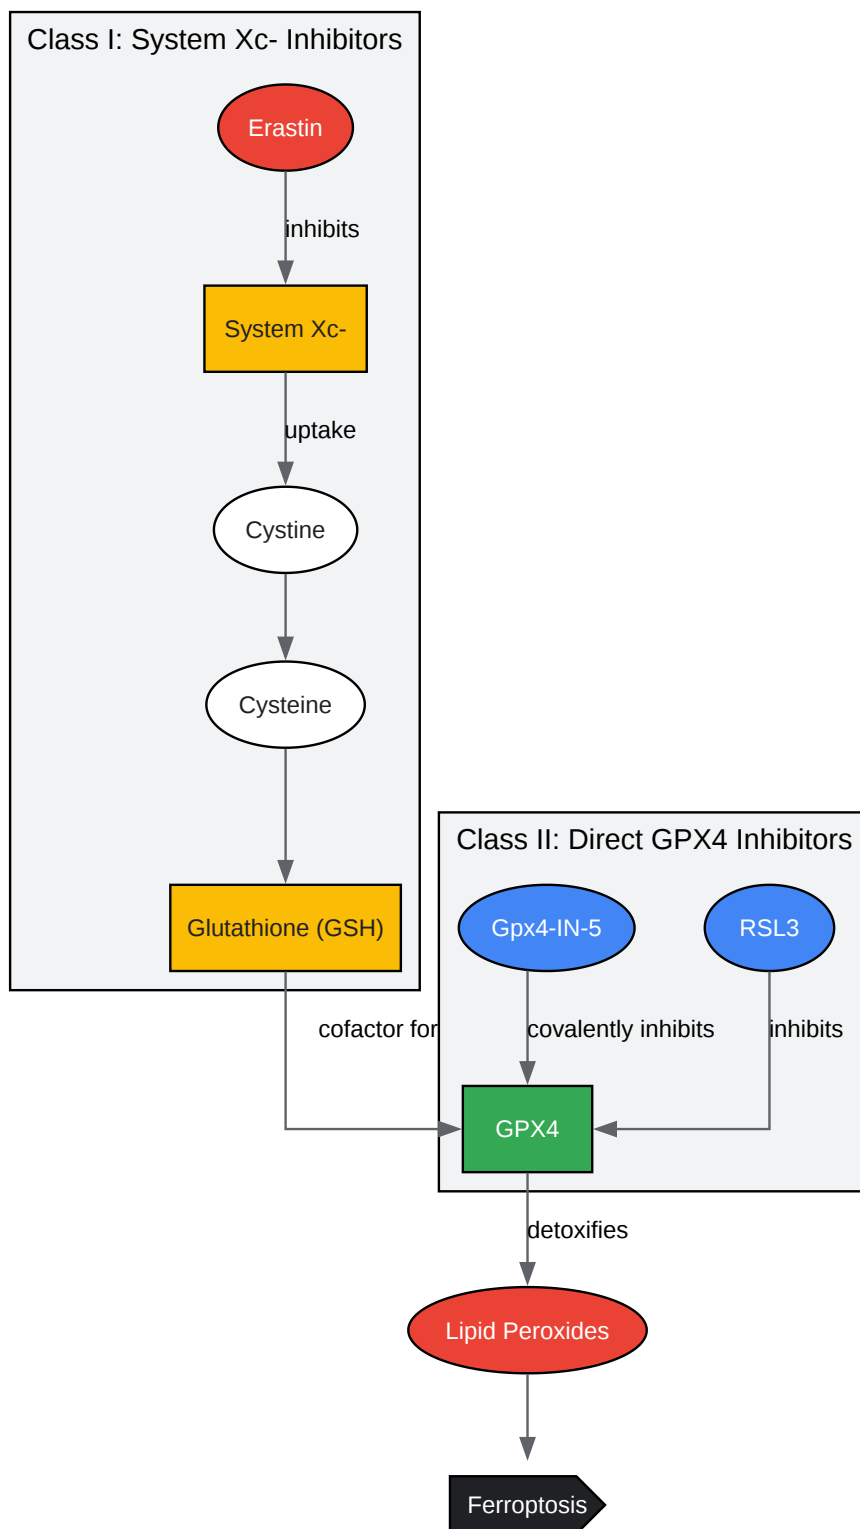 Class I: System Xc- Inhibitors
Erastin
inhibits
System Xc-
uptake
Cystine
Cysteine
Glutathione (GSH)
Class II: Direct GPX4 Inhibitors
Gpx4-IN-5
RSL3
cofactor for
covalently inhibits
inhibits
GPX4
detoxifies
Lipid Peroxides
Ferroptosis